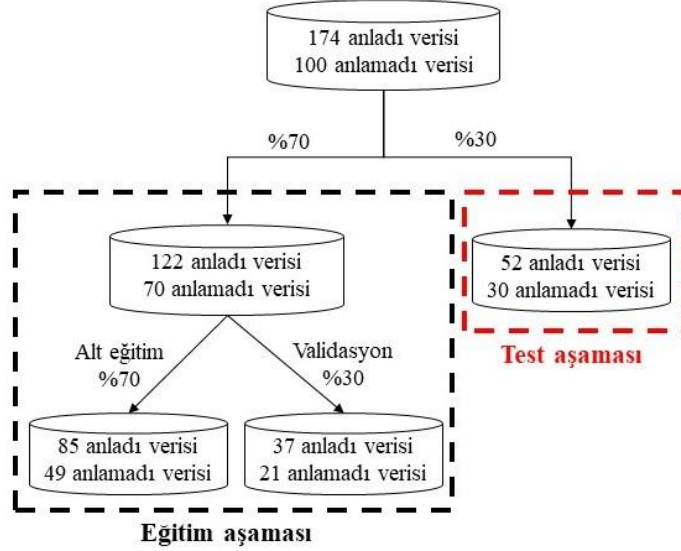 174 anladı verisi
100 anlamadı verisi
%70
%30
122 anladı verisi
70 anlamadı verisi
52 anladı verisi
30 anlamadı verisi
Test aşaması
Alt eğitim
%70
Validasyon
%30
85 anladı verisi
49 anlamadı verisi
37 anladı verisi
21 anlamadı verisi
Eğitim aşaması